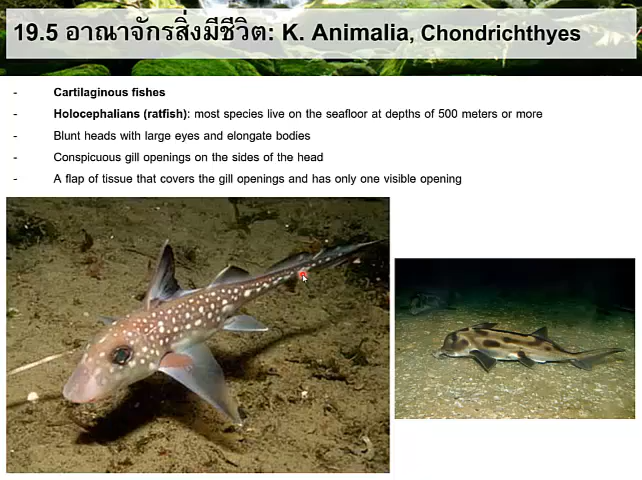 19.5 อาณาจักรสิ่งมีชีวิต: K. Animalia, Chondrichthyes
- Cartilaginous fishes
- Holocephalians (ratfish): most species live on the seafloor at depths of 500 meters or more
- Blunt heads with large eyes and elongate bodies
- Conspicuous gill openings on the sides of the head
- A flap of tissue that covers the gill openings and has only one visible opening